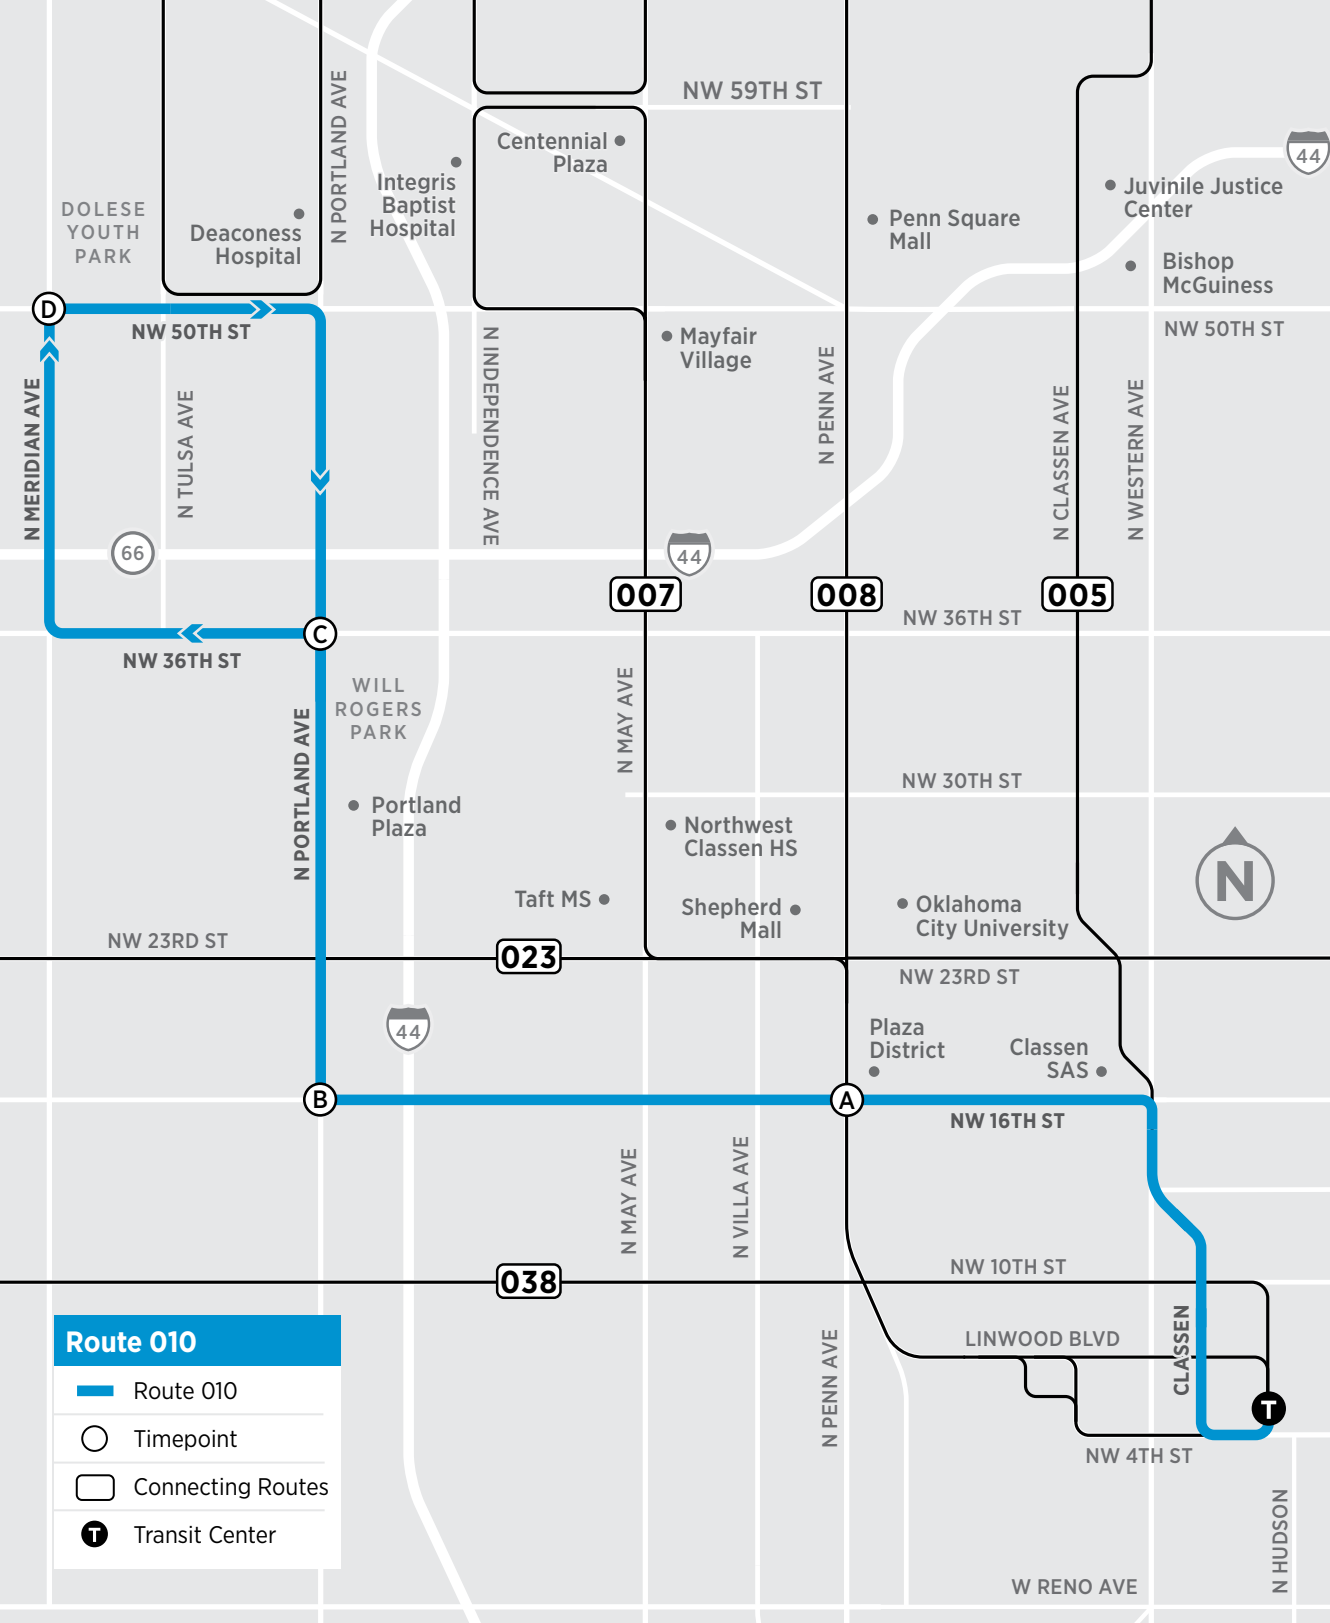 NW 59TH ST
N PORTLAND AVE
Centennial
Plaza
44
Integris
Baptist
Hospital
Juvinile Justice
Center
DOLESE
YOUTH
PARK
Deaconess
Hospital
Penn Square
Mall
Bishop
McGuiness
D
NW 50TH ST
NW 50TH ST
Mayfair
Village
N MERIDIAN AVE
N TULSA AVE
N INDEPENDENCE AVE
N PENN AVE
N CLASSEN AVE
N WESTERN AVE
66
44
007
008
005
NW 36TH ST
C
NW 36TH ST
WILL
ROGERS
PARK
N MAY AVE
N PORTLAND AVE
NW 30TH ST
Portland
Plaza
Northwest
Classen HS
N
Taft MS
Shepherd
Mall
Oklahoma
City University
NW 23RD ST
023
NW 23RD ST
44
Plaza
District
Classen
SAS
B
A
NW 16TH ST
N MAY AVE
N VILLA AVE
038
NW 10TH ST
LINWOOD BLVD
CLASSEN
N PENN AVE
T
NW 4TH ST
N HUDSON
W RENO AVE
Route 010
Route 010
Timepoint
Connecting Routes
T
Transit Center